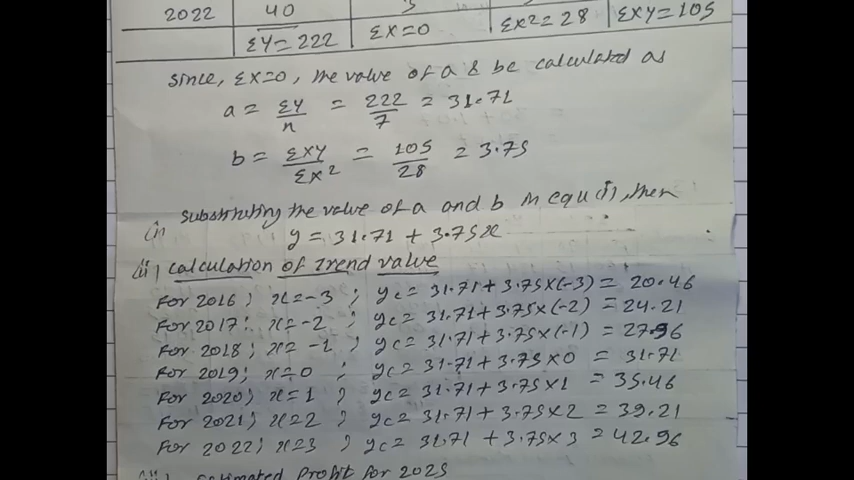 2022 40 3
ΣY=222 ΣX=0 ΣX²=28 ΣXY=105
Since, ΣX=0, the value of a & be calculated as
a = ΣY/n = 222/7 = 31.71
b = ΣXY/ΣX² = 105/28 = 3.75
substituting the value of a and b in equ(i), then
(i) y = 31.71 + 3.75x
(ii) calculation of Trend value
For 2016; x=-3; yc= 31.71+3.75×(-3) = 20.46
For 2017: x=-2; yc= 31.71+3.75×(-2) = 24.21
For 2018; x= -1; yc= 31.71+3.75×(-1) = 27.96
For 2019; x=0; yc= 31.71+3.75×0 = 31.71
For 2020; x=1; yc= 31.71+3.75×1 = 35.46
For 2021; x=2; yc= 31.71+3.75×2 = 39.21
For 2022; x=3; yc= 31.71+3.75×3 = 42.96
(iii) Estimated Profit for 2025